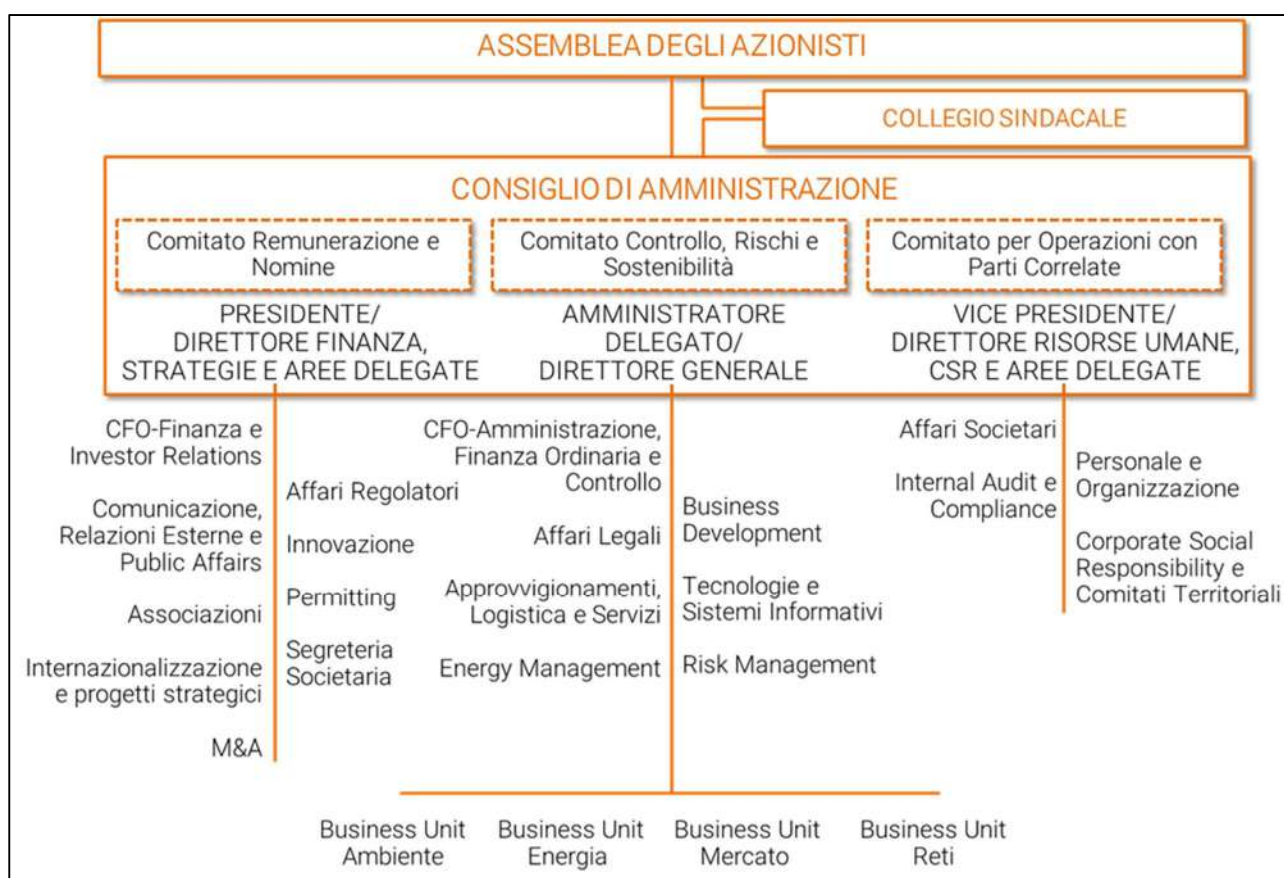 ASSEMBLEA DEGLI AZIONISTI
COLLEGIO SINDACALE
CONSIGLIO DI AMMINISTRAZIONE
Comitato Remunerazione e
Nomine
Comitato Controllo, Rischi e
Sostenibilità
Comitato per Operazioni con
Parti Correlate
PRESIDENTE/
DIRETTORE FINANZA,
STRATEGIE E AREE DELEGATE
AMMINISTRATORE
DELEGATO/
DIRETTORE GENERALE
VICE PRESIDENTE/
DIRETTORE RISORSE UMANE,
CSR E AREE DELEGATE
CFO-Finanza e
Investor Relations
Comunicazione,
Relazioni Esterne e
Public Affairs
Associazioni
Internazionalizzazione
e progetti strategici
M&A
Affari Regolatori
Innovazione
Permitting
Segreteria
Societaria
CFO-Amministrazione,
Finanza Ordinaria e
Controllo
Affari Legali
Approvvigionamenti,
Logistica e Servizi
Energy Management
Business
Development
Tecnologie e
Sistemi Informativi
Risk Management
Affari Societari
Internal Audit e
Compliance
Personale e
Organizzazione
Corporate Social
Responsibility e
Comitati Territoriali
Business Unit
Ambiente
Business Unit
Energia
Business Unit
Mercato
Business Unit
Reti